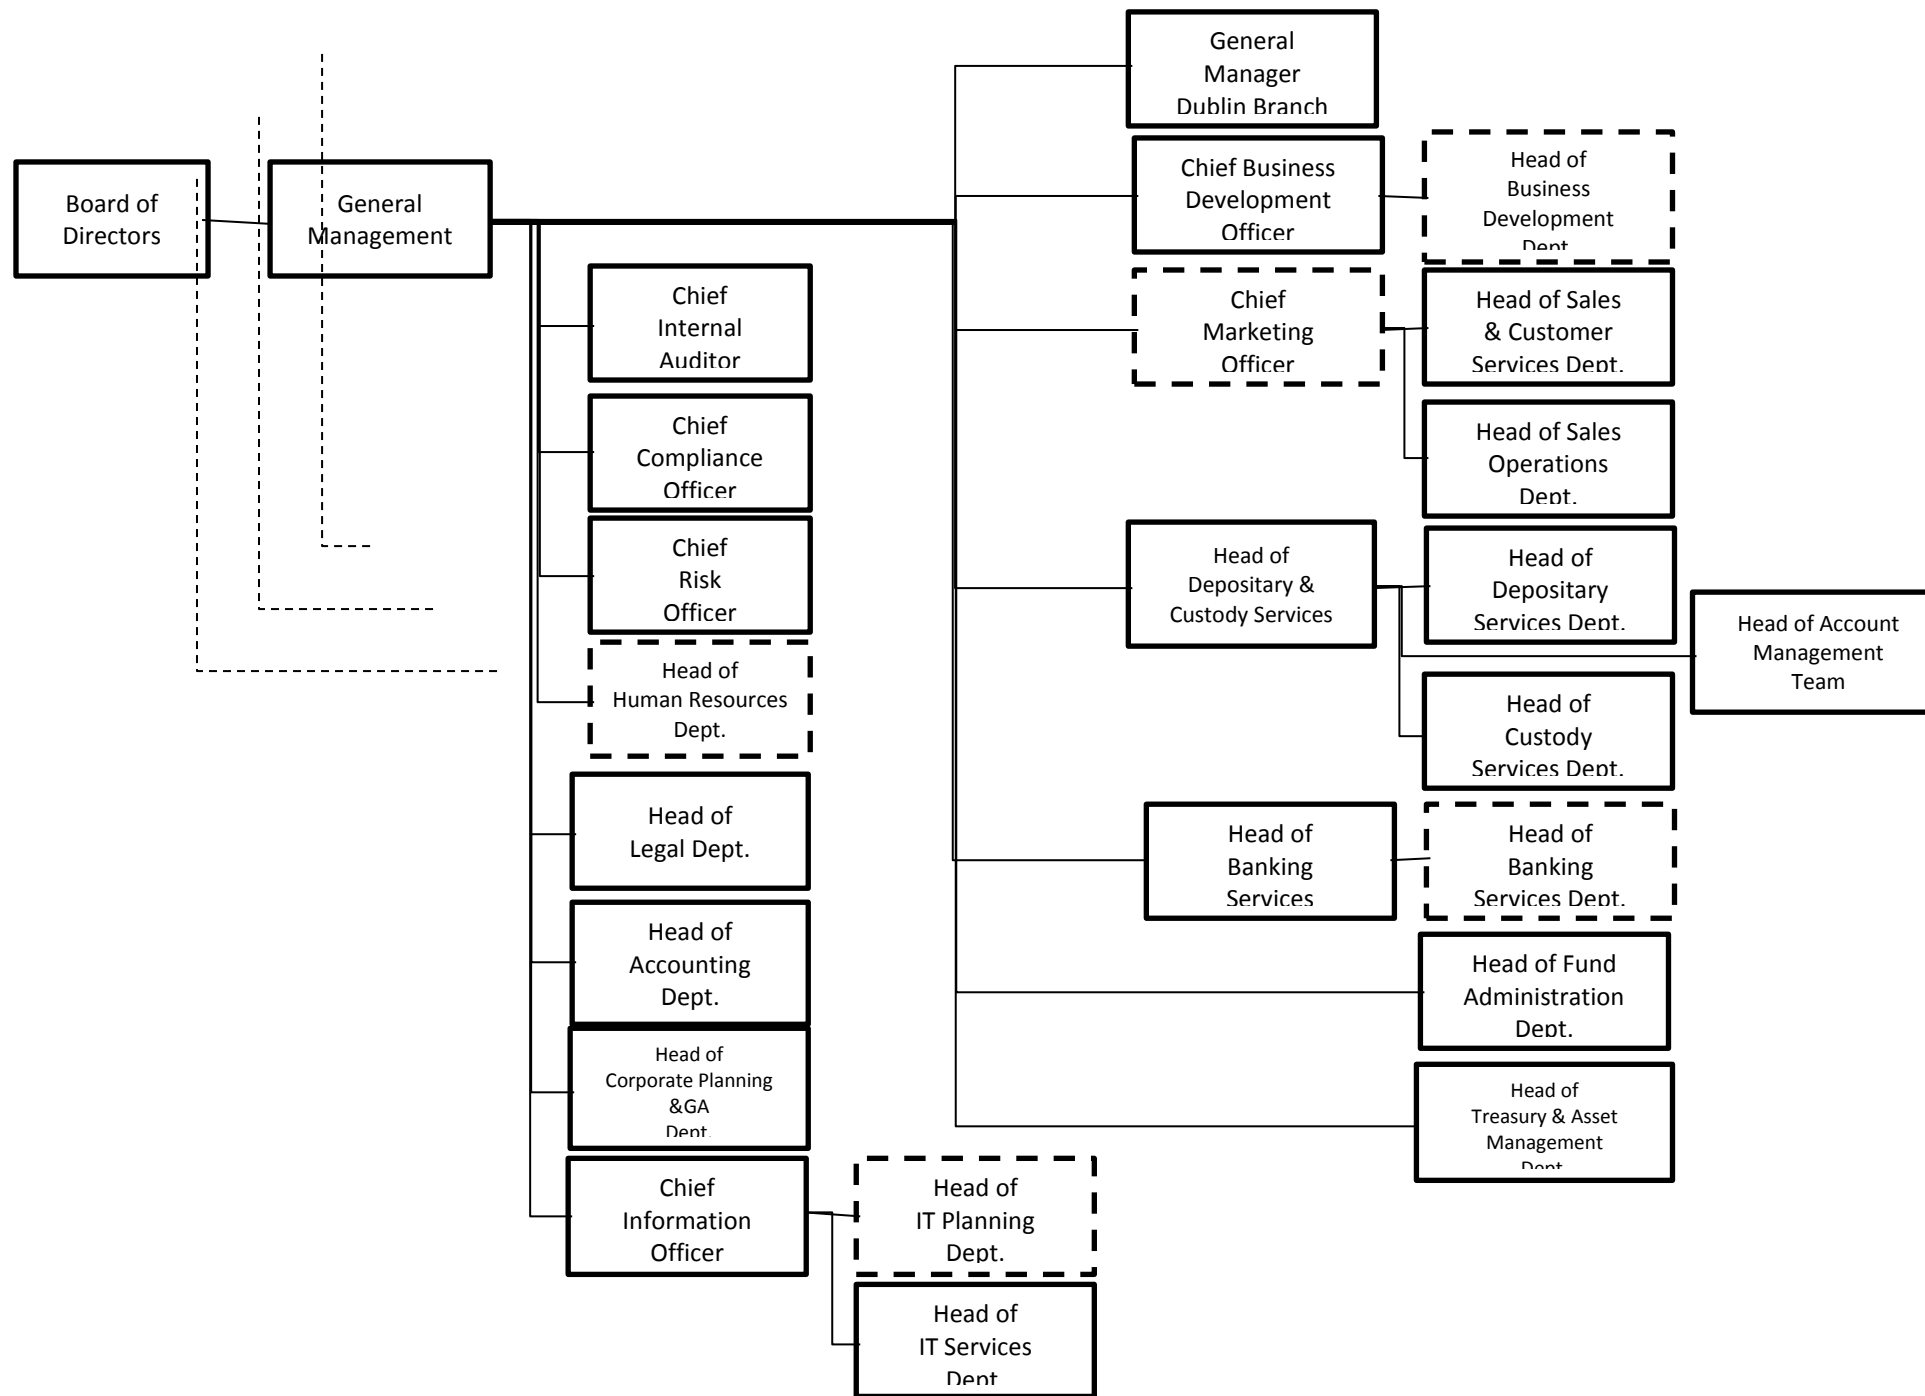 Board of
Directors
General
Management
Chief
Internal
Auditor
Chief
Compliance
Officer
Chief
Risk
Officer
Head of
Human Resources
Dept.
Head of
Legal Dept.
Head of
Accounting
Dept.
Head of
Corporate Planning
&GA
Dept.
Chief
Information
Officer
Head of
IT Planning
Dept.
Head of
IT Services
Dept
General
Manager
Dublin Branch
Chief Business
Development
Officer
Head of
Business
Development
Dept
Chief
Marketing
Officer
Head of Sales
& Customer
Services Dept.
Head of Sales
Operations
Dept.
Head of
Depositary &
Custody Services
Head of
Depositary
Services Dept.
Head of Account
Management
Team
Head of
Custody
Services Dept.
Head of
Banking
Services
Head of
Banking
Services Dept.
Head of Fund
Administration
Dept.
Head of
Treasury & Asset
Management
Dept